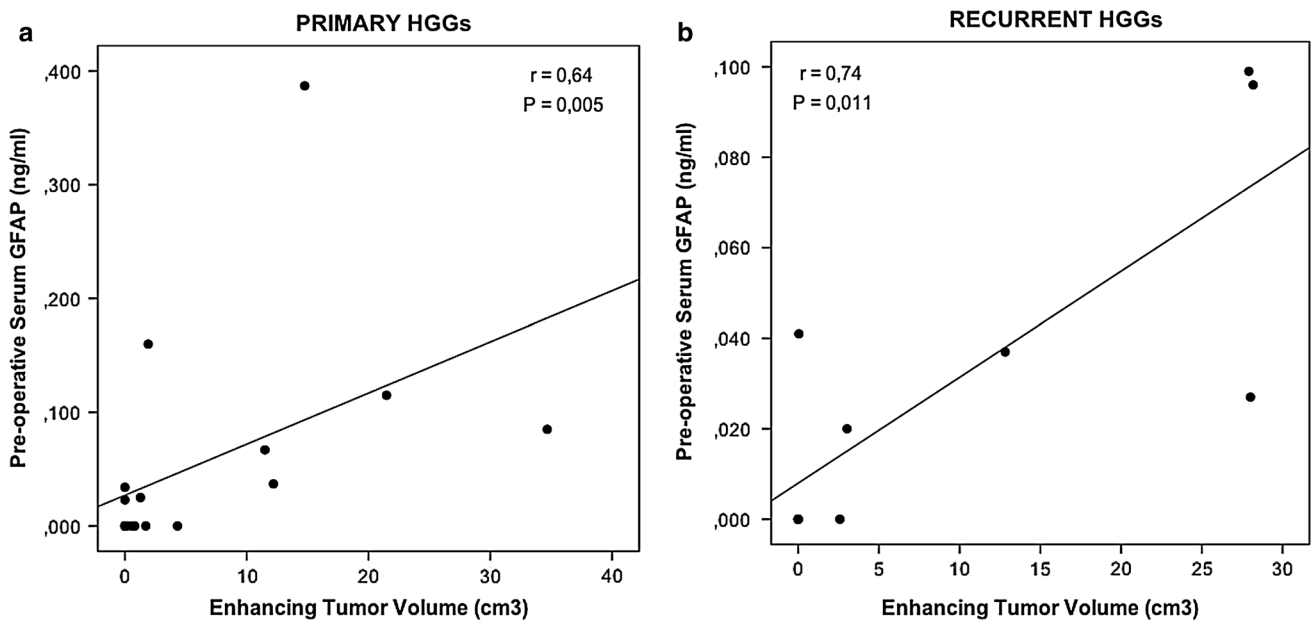 a
PRIMARY HGGs
r = 0,64
P = 0,005
,400
,300
,200
,100
,000
Pre-operative Serum GFAP (ng/ml)
0 10 20 30 40
Enhancing Tumor Volume (cm3)
b
RECURRENT HGGs
r = 0,74
P = 0,011
,100
,080
,060
,040
,020
,000
Pre-operative Serum GFAP (ng/ml)
0 5 10 15 20 25 30
Enhancing Tumor Volume (cm3)